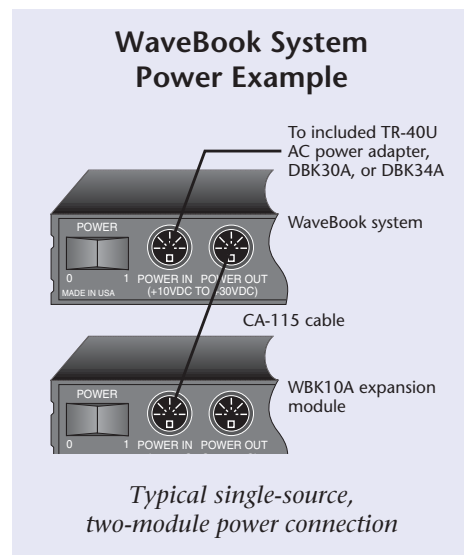 WaveBook System
Power Example
To included TR-40U
AC power adapter,
DBK30A, or DBK34A
WaveBook system
POWER
0
1
POWER IN
POWER OUT
MADE IN USA
(+10VDC TO +30VDC)
CA-115 cable
WBK10A expansion
module
POWER
0
1
POWER IN
POWER OUT
Typical single-source,
two-module power connection